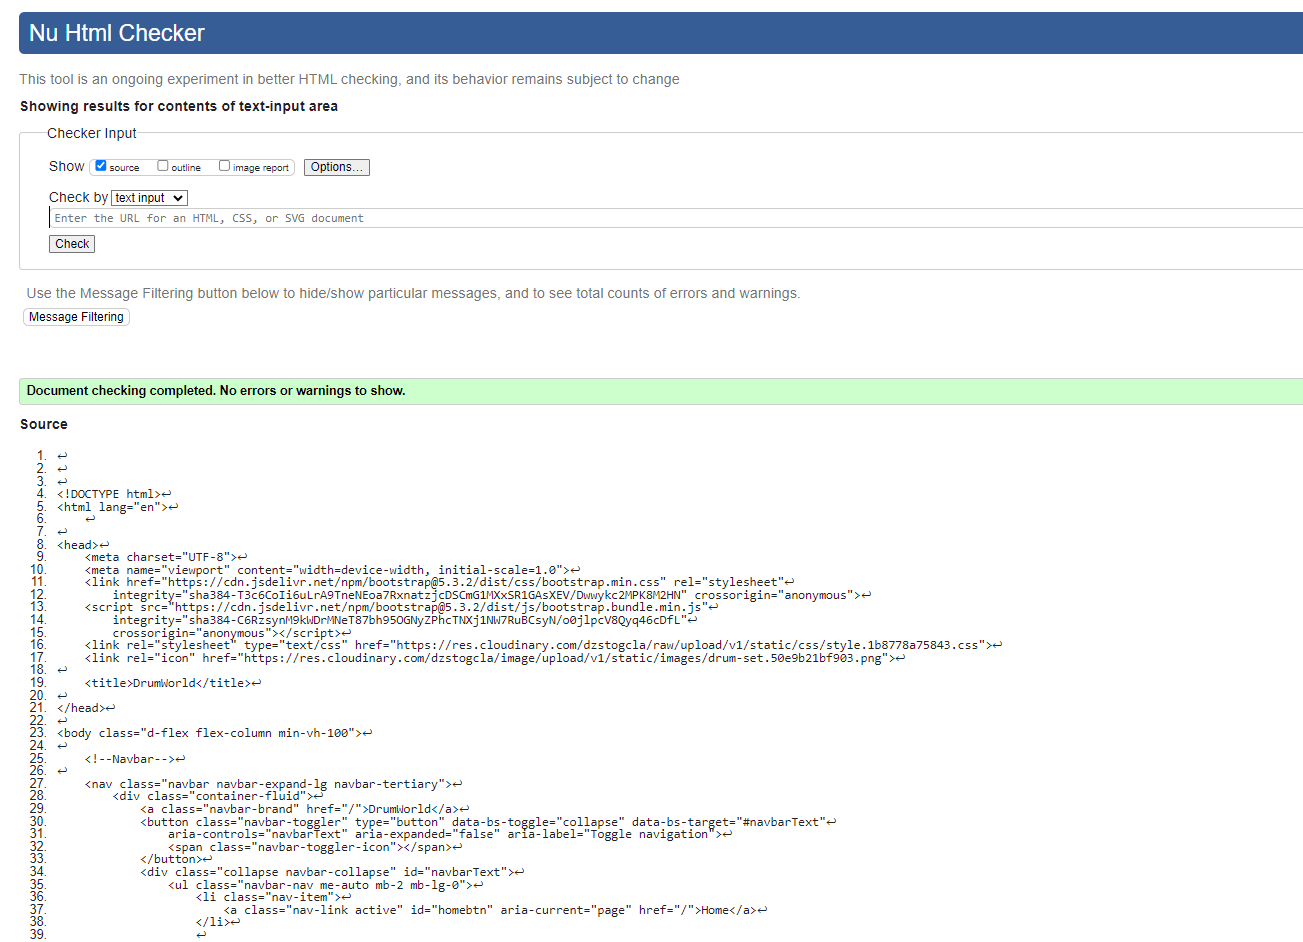 Nu Html Checker
This tool is an ongoing experiment in better HTML checking, and its behavior remains subject to change
Showing results for contents of text-input area
Checker Input
Show source outline image report Options...
Check by text input
Enter the URL for an HTML, CSS, or SVG document
Check
Use the Message Filtering button below to hide/show particular messages, and to see total counts of errors and warnings.
Message Filtering
Document checking completed. No errors or warnings to show.
Source
1. ↩
2. ↩
3. ↩
4. <!DOCTYPE html>↩
5. <html lang="en">↩
6. ↩
7. ↩
8. <head>↩
9. <meta charset="UTF-8">↩
10. <meta name="viewport" content="width=device-width, initial-scale=1.0">↩
11. <link href="https://cdn.jsdelivr.net/npm/bootstrap@5.3.2/dist/css/bootstrap.min.css" rel="stylesheet"↩
12. integrity="sha384-T3c6CoIi6uLrA9TneNEoa7RxnatzjcDSCmG1MXxSR1GAsXEV/Dwwykc2MPK8M2HN" crossorigin="anonymous">↩
13. <script src="https://cdn.jsdelivr.net/npm/bootstrap@5.3.2/dist/js/bootstrap.bundle.min.js"↩
14. integrity="sha384-C6RzsynM9kWDrMNeT87bh95OGNyZPhcTNXj1NW7RuBCsyN/o0jlpcV8Qyq46cDfL"↩
15. crossorigin="anonymous"></script>↩
16. <link rel="stylesheet" type="text/css" href="https://res.cloudinary.com/dzstogcla/raw/upload/v1/static/css/style.1b8778a75843.css">↩
17. <link rel="icon" href="https://res.cloudinary.com/dzstogcla/image/upload/v1/static/images/drum-set.50e9b21bf903.png">↩
18. ↩
19. <title>DrumWorld</title>↩
20. ↩
21. </head>↩
22. ↩
23. <body class="d-flex flex-column min-vh-100">↩
24. ↩
25. <!--Navbar-->↩
26. ↩
27. <nav class="navbar navbar-expand-lg navbar-tertiary">↩
28. <div class="container-fluid">↩
29. <a class="navbar-brand" href="/">DrumWorld</a>↩
30. <button class="navbar-toggler" type="button" data-bs-toggle="collapse" data-bs-target="#navbarText"↩
31. aria-controls="navbarText" aria-expanded="false" aria-label="Toggle navigation">↩
32. <span class="navbar-toggler-icon"></span>↩
33. </button>↩
34. <div class="collapse navbar-collapse" id="navbarText">↩
35. <ul class="navbar-nav me-auto mb-2 mb-lg-0">↩
36. <li class="nav-item">↩
37. <a class="nav-link active" id="homebtn" aria-current="page" href="/">Home</a>↩
38. </li>↩
39. ↩